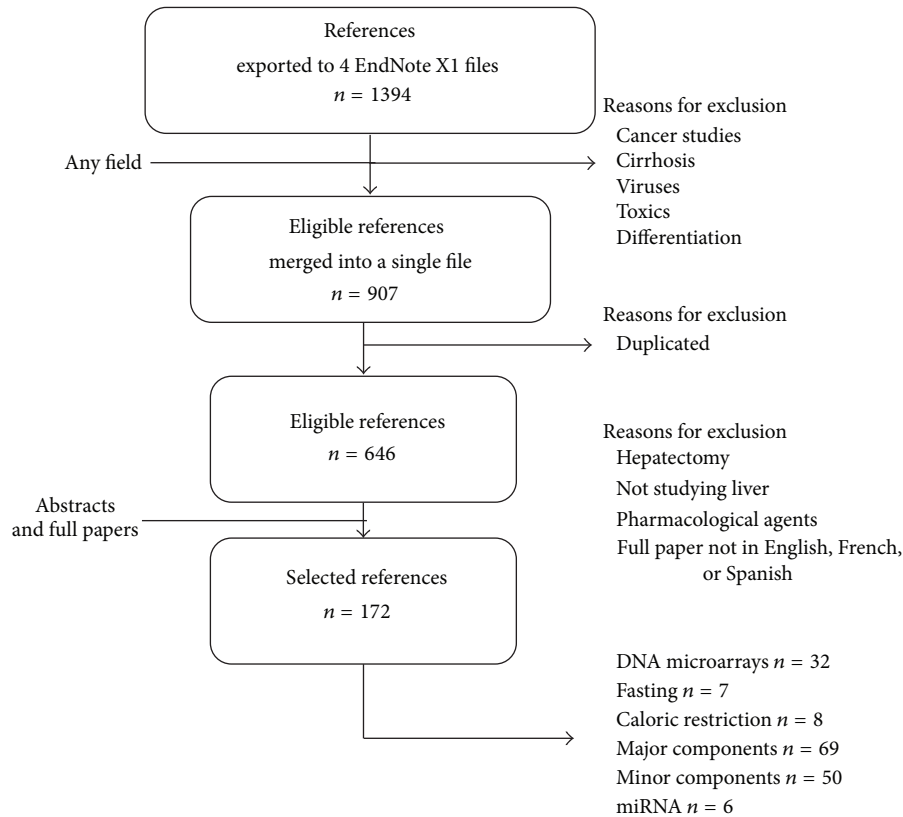 References
exported to 4 EndNote X1 files
n = 1394
Any field
Reasons for exclusion
Cancer studies
Cirrhosis
Viruses
Toxics
Differentiation
Eligible references
merged into a single file
n = 907
Reasons for exclusion
Duplicated
Eligible references
n = 646
Abstracts
and full papers
Reasons for exclusion
Hepatectomy
Not studying liver
Pharmacological agents
Full paper not in English, French,
or Spanish
Selected references
n = 172
DNA microarrays n = 32
Fasting n = 7
Caloric restriction n = 8
Major components n = 69
Minor components n = 50
miRNA n = 6